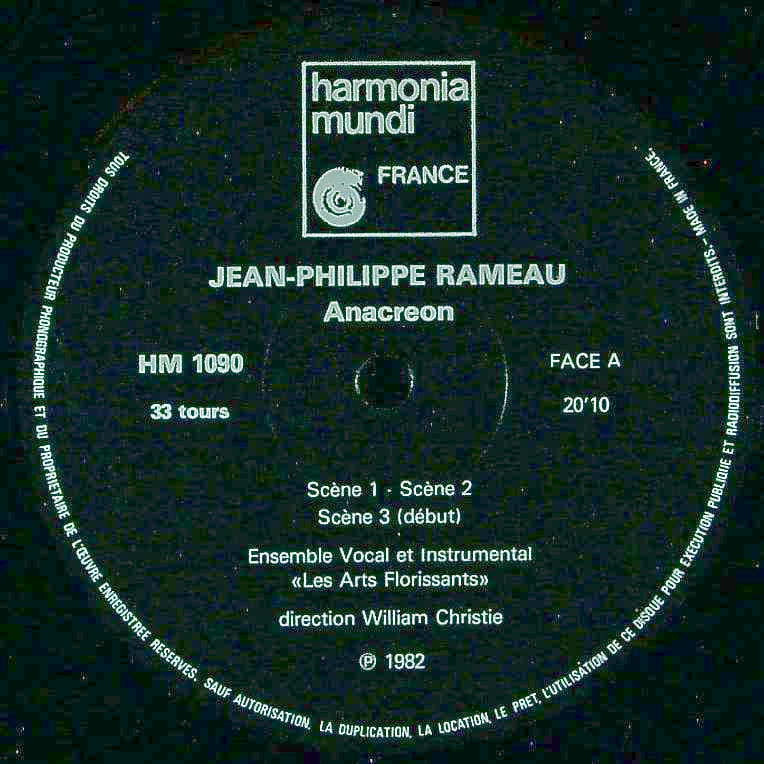 harmonia
mundi
FRANCE
JEAN-PHILIPPE RAMEAU
Anacreon
HM 1090
33 tours
FACE A
20'10
Scène 1 · Scène 2
Scène 3 (début)
Ensemble Vocal et Instrumental
«Les Arts Florissants»
direction William Christie
℗ 1982
TOUS DROITS DU PRODUCTEUR PHONOGRAPHIQUE ET DU PROPRIETAIRE DE L'ŒUVRE ENREGISTREE RESERVES. SAUF AUTORISATION, LA DUPLICATION, LA LOCATION, LE PRET, L'UTILISATION DE CE DISQUE POUR EXECUTION PUBLIQUE ET RADIODIFFUSION SONT INTERDITS – MADE IN FRANCE.